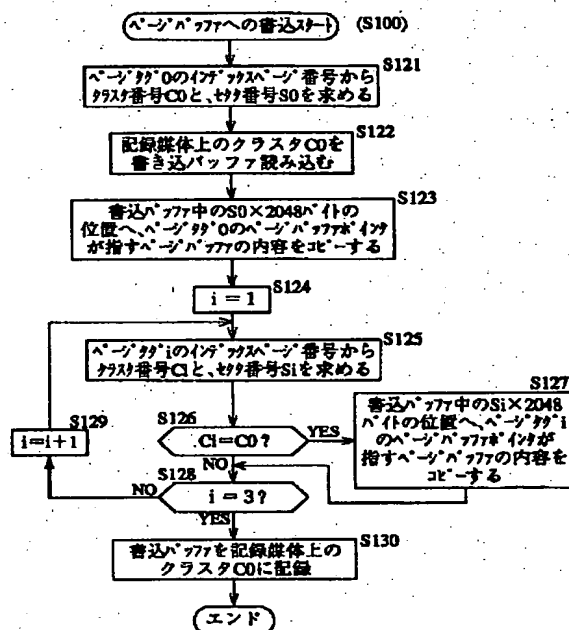 ページバッファへの書込スタート (S100)
S121
ページタグ0のインデックスページ番号から
クラスタ番号C0と、セクタ番号S0を求める
S122
記録媒体上のクラスタC0を
書き込バッファ読み込む
S123
書込バッファ中のS0×2048バイトの
位置へ、ページタグ0のページバッファポインタ
が指すページバッファの内容をコピーする
S124
i = 1
S125
ページタグiのインデックスページ番号から
クラスタ番号Ciと、セクタ番号Siを求める
S126
Ci=C0?
YES
NO
S127
書込バッファ中のSi×2048
バイトの位置へ、ページタグi
のページバッファポインタが
指すページバッファの内容を
コピーする
S129
i=i+1
S128
i = 3?
NO
YES
S130
書込バッファを記録媒体上の
クラスタC0に記録
エンド